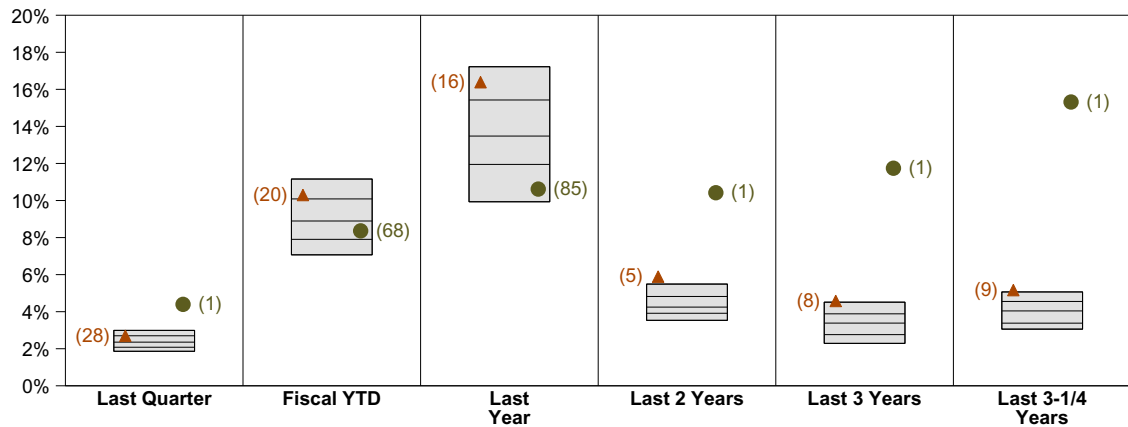 20%
18%
16%
14%
12%
10%
8%
6%
4%
2%
0%
(28)
(1)
(20)
(68)
(16)
(85)
(5)
(1)
(8)
(1)
(9)
(1)
Last Quarter
Fiscal YTD
Last
Year
Last 2 Years
Last 3 Years
Last 3-1/4
Years